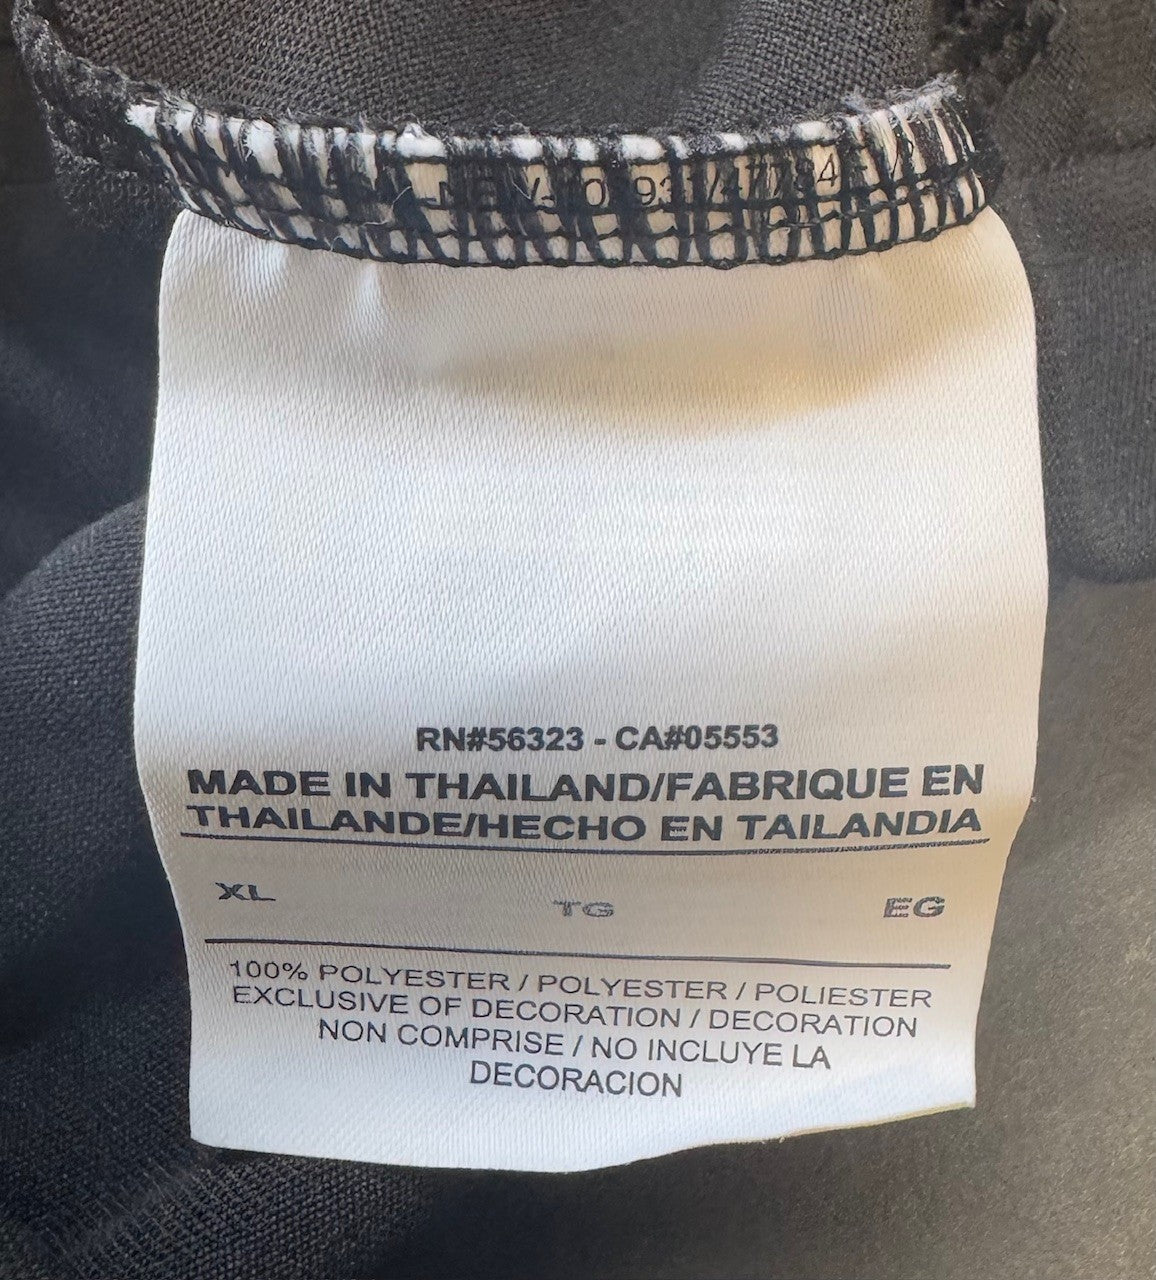 RN#56323 - CA#05553
MADE IN THAILAND/FABRIQUE EN
THAILANDE/HECHO EN TAILANDIA
XL TG EG
100% POLYESTER / POLYESTER / POLIESTER
EXCLUSIVE OF DECORATION / DECORATION
NON COMPRISE / NO INCLUYE LA
DECORACION